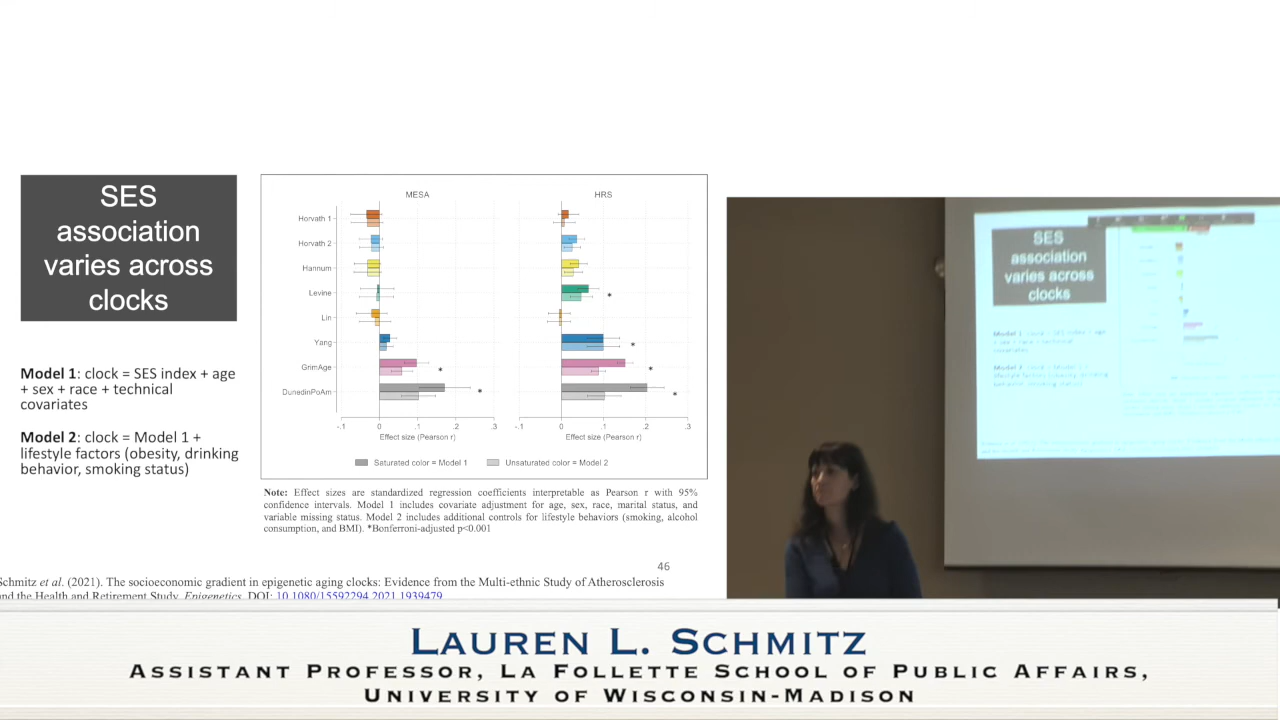 SES
association
varies across
clocks
Model 1: clock = SES index + age
+ sex + race + technical
covariates
Model 2: clock = Model 1 +
lifestyle factors (obesity, drinking
behavior, smoking status)
MESA
HRS
Horvath 1
Horvath 2
Hannum
Levine
Lin
Yang
GrimAge
DunedinPoAm
*
*
*
*
*
*
-.1 0 .1 .2 .3
-.1 0 .1 .2 .3
Effect size (Pearson r)
Effect size (Pearson r)
Saturated color = Model 1
Unsaturated color = Model 2
Note: Effect sizes are standardized regression coefficients interpretable as Pearson r with 95%
confidence intervals. Model 1 includes covariate adjustment for age, sex, race, marital status, and
variable missing status. Model 2 includes additional controls for lifestyle behaviors (smoking, alcohol
consumption, and BMI). *Bonferroni-adjusted p<0.001
46
Schmitz et al. (2021). The socioeconomic gradient in epigenetic aging clocks: Evidence from the Multi-ethnic Study of Atherosclerosis
and the Health and Retirement Study. Epigenetics. DOI: 10.1080/15592294.2021.1939479
SES
association
varies across
clocks
LAUREN L. SCHMITZ
ASSISTANT PROFESSOR, LA FOLLETTE SCHOOL OF PUBLIC AFFAIRS,
UNIVERSITY OF WISCONSIN-MADISON